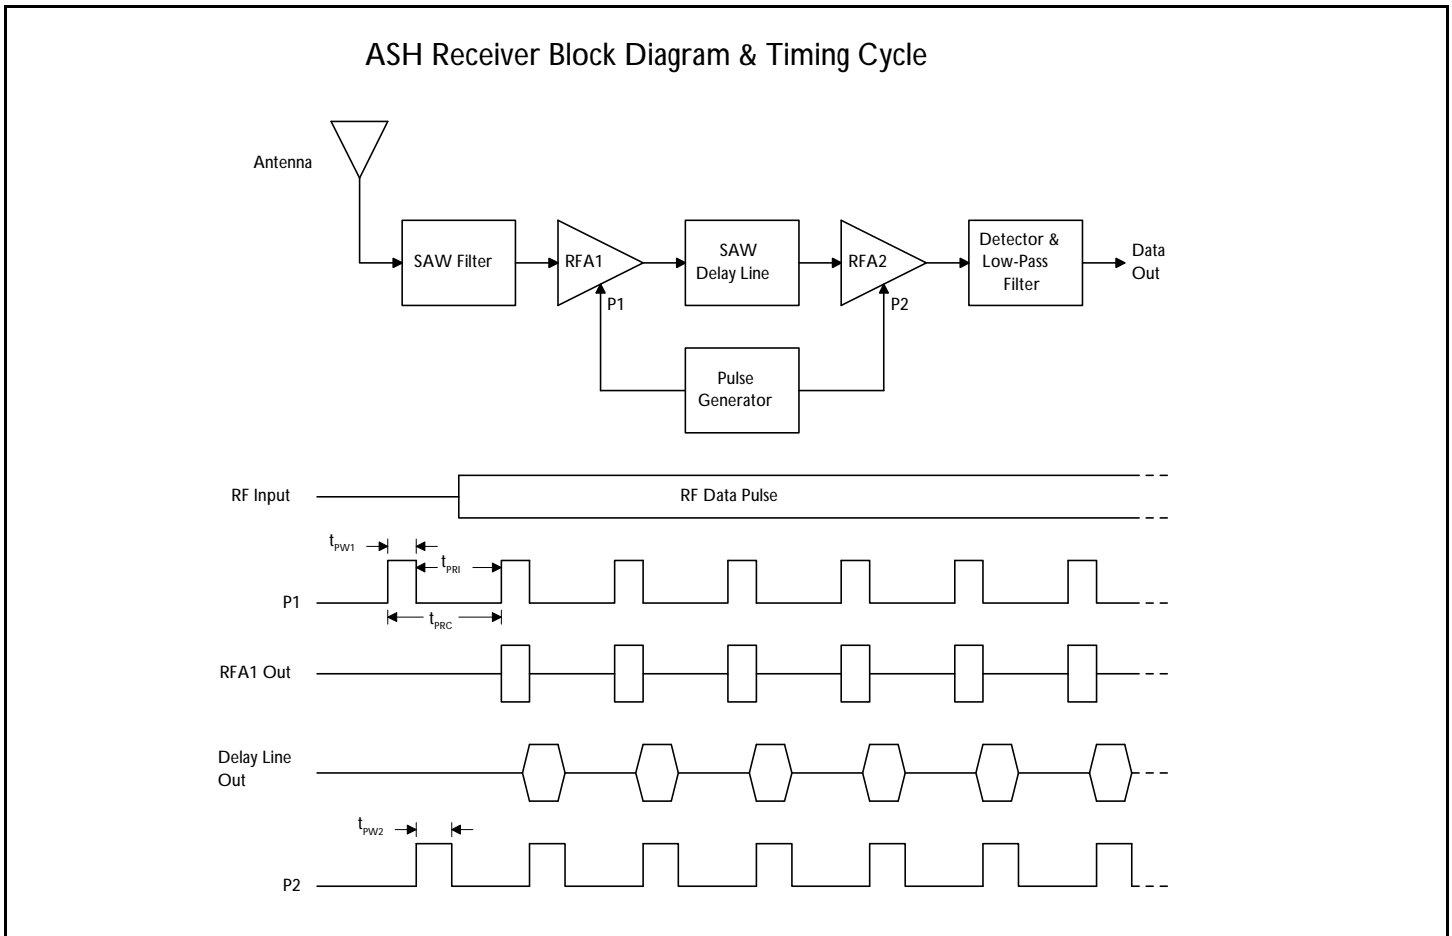 ASH Receiver Block Diagram & Timing Cycle
Antenna
SAW Filter
RFA1
SAW
Delay Line
RFA2
Detector &
Low-Pass
Filter
Data
Out
P1
P2
Pulse
Generator
RF Input
RF Data Pulse
tPW1
tPRI
P1
tPRC
RFA1 Out
Delay Line
Out
tPW2
P2